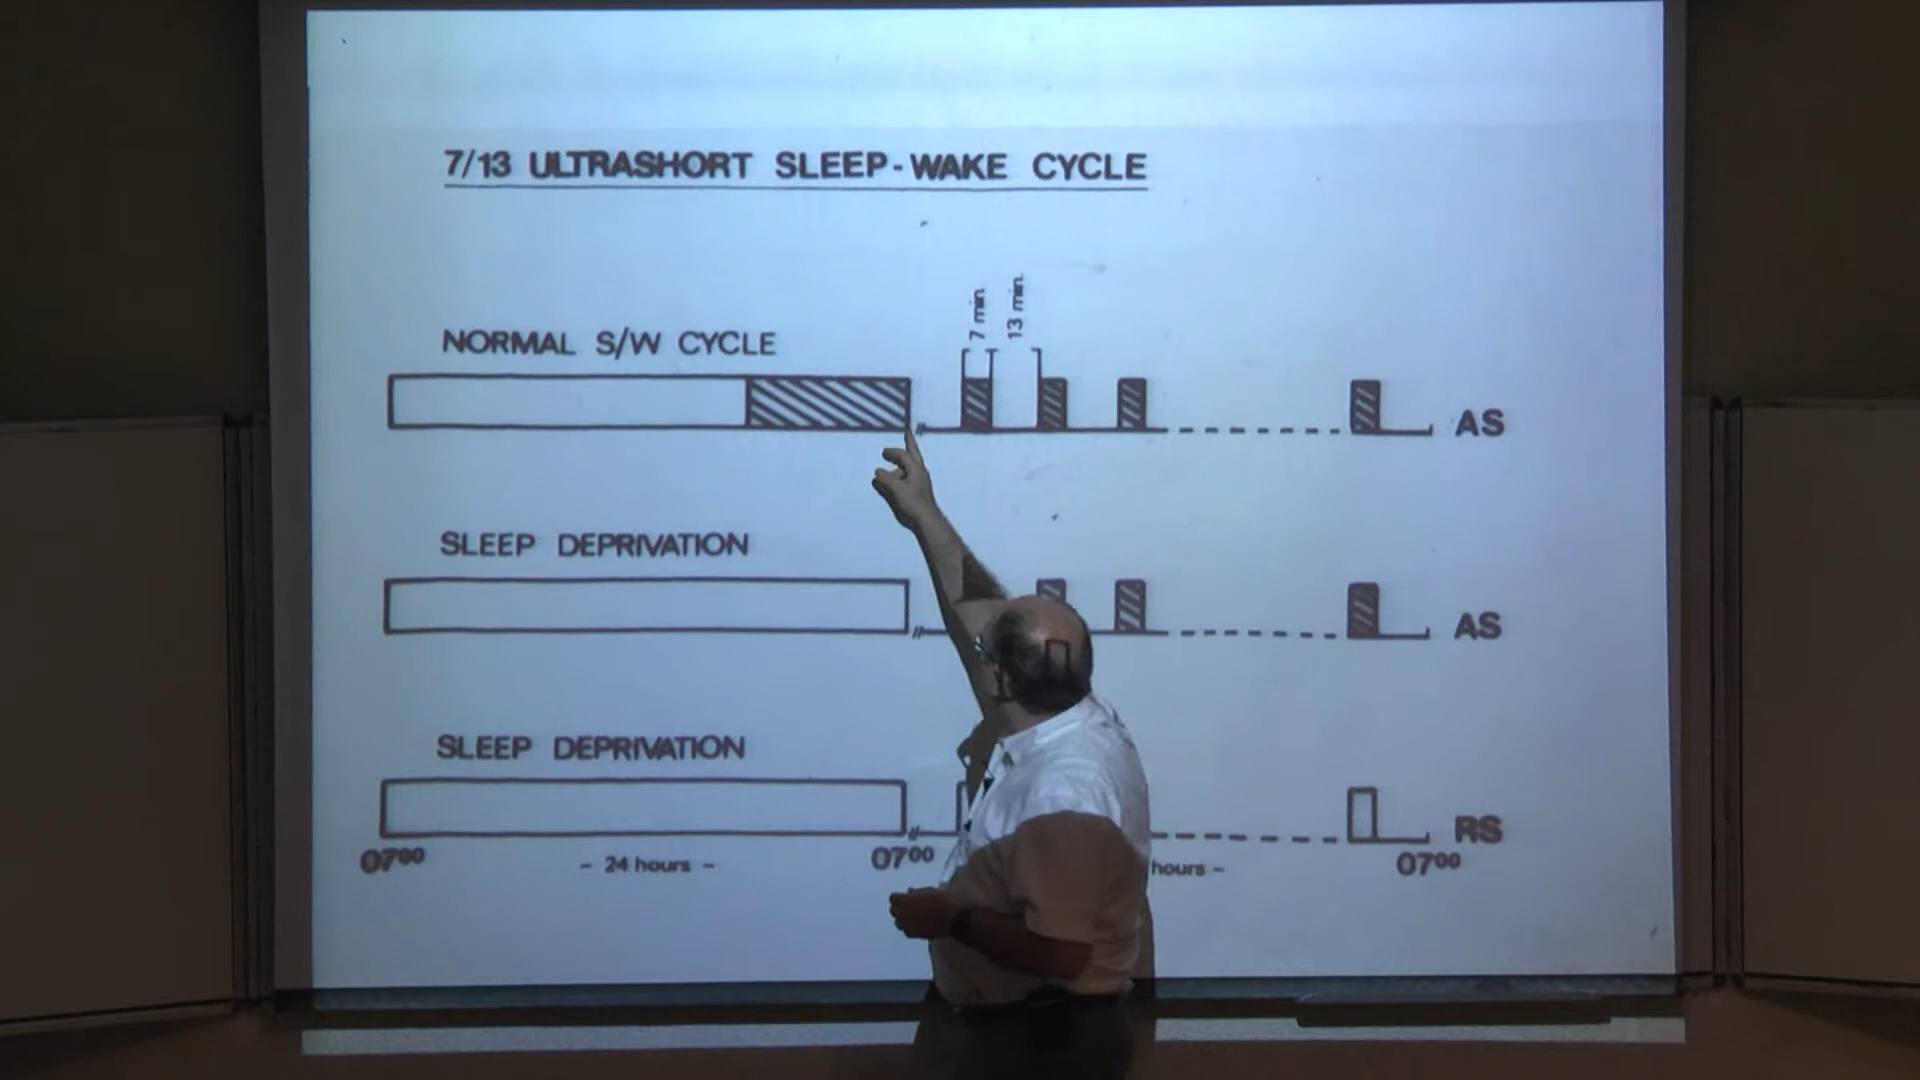 7/13 ULTRASHORT SLEEP-WAKE CYCLE
7 min.
13 min.
NORMAL S/W CYCLE
AS
SLEEP DEPRIVATION
AS
SLEEP DEPRIVATION
RS
07⁰⁰ - 24 hours - 07⁰⁰ hours - 07⁰⁰